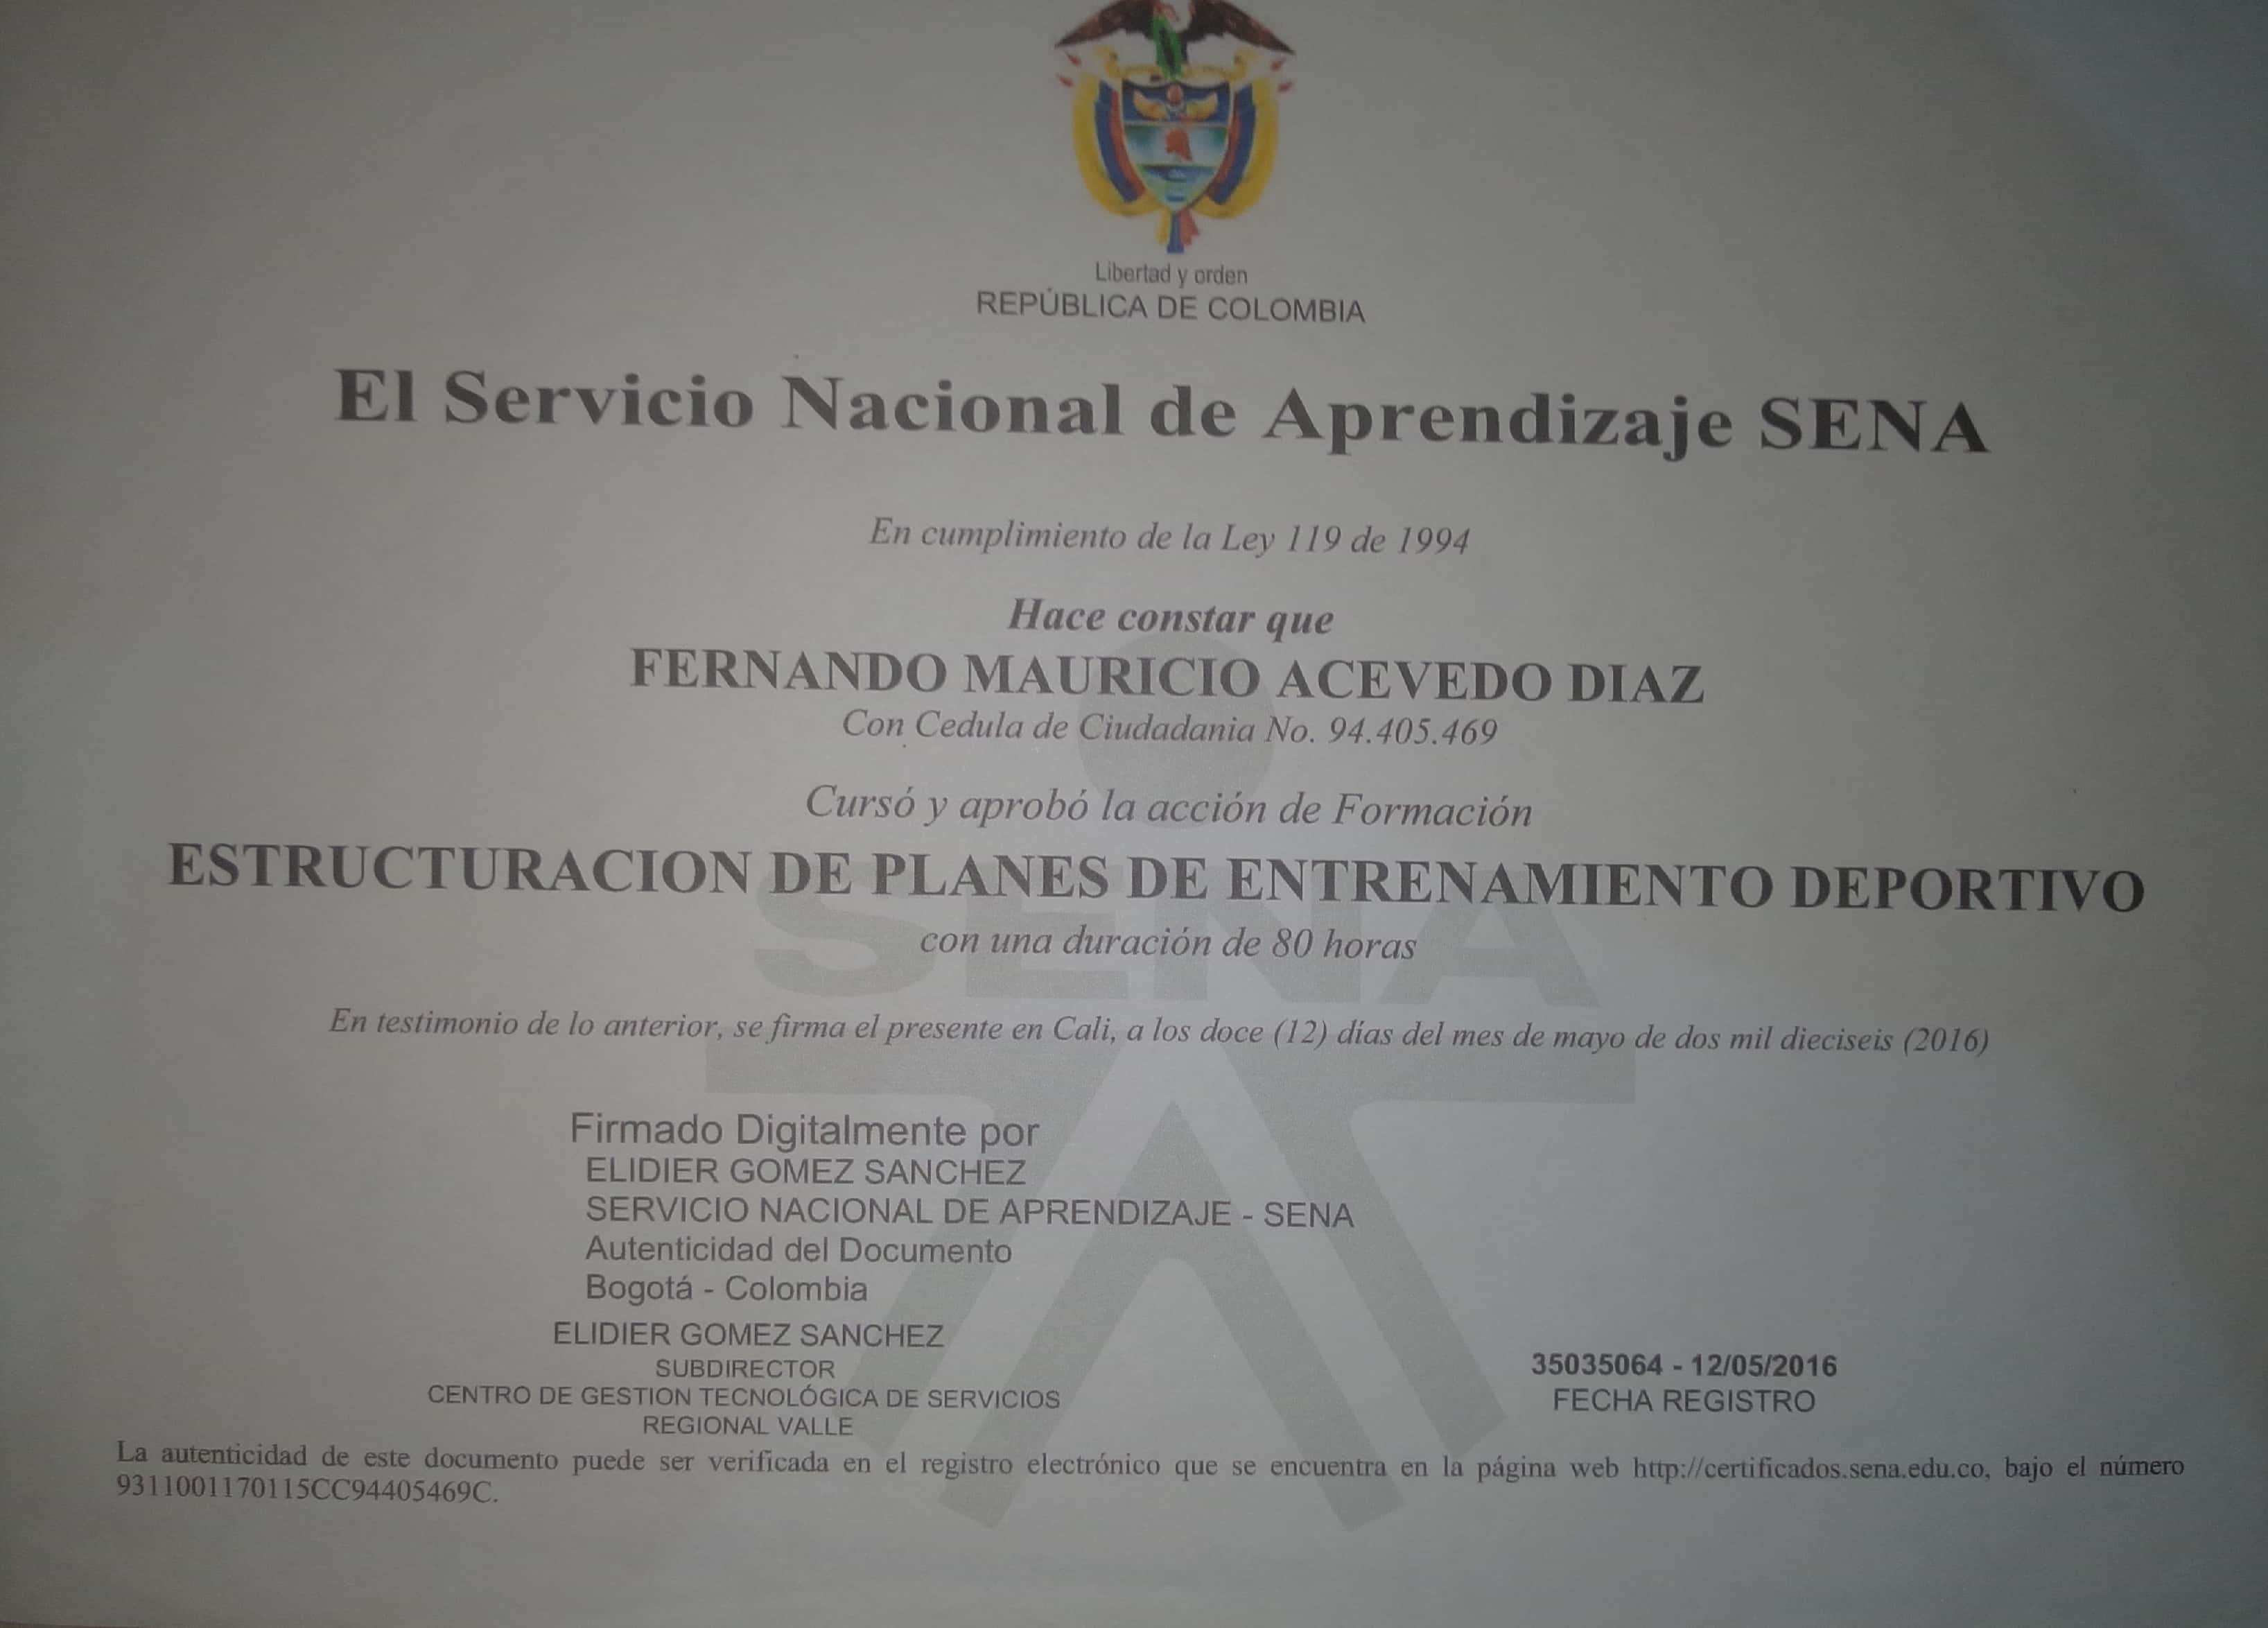 Libertad y orden
REPÚBLICA DE COLOMBIA
El Servicio Nacional de Aprendizaje SENA
En cumplimiento de la Ley 119 de 1994
Hace constar que
FERNANDO MAURICIO ACEVEDO DIAZ
Con Cedula de Ciudadania No. 94.405.469
Cursó y aprobó la acción de Formación
ESTRUCTURACION DE PLANES DE ENTRENAMIENTO DEPORTIVO
SENA
con una duración de 80 horas
En testimonio de lo anterior, se firma el presente en Cali, a los doce (12) días del mes de mayo de dos mil dieciseis (2016)
Firmado Digitalmente por
ELIDIER GOMEZ SANCHEZ
SERVICIO NACIONAL DE APRENDIZAJE - SENA
Autenticidad del Documento
Bogotá - Colombia
ELIDIER GOMEZ SANCHEZ
SUBDIRECTOR
CENTRO DE GESTION TECNOLÓGICA DE SERVICIOS
REGIONAL VALLE
35035064 - 12/05/2016
FECHA REGISTRO
La autenticidad de este documento puede ser verificada en el registro electrónico que se encuentra en la página web http://certificados.sena.edu.co, bajo el número
9311001170115CC94405469C.